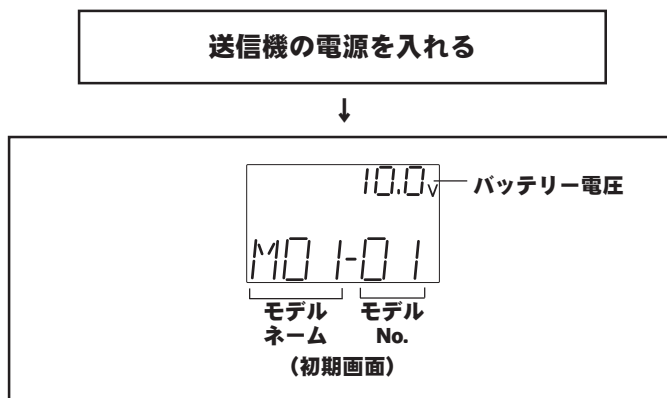 送信機の電源を入れる
↓
10.0v バッテリー電圧
M01-01
モデル モデル
ネーム No.
(初期画面)